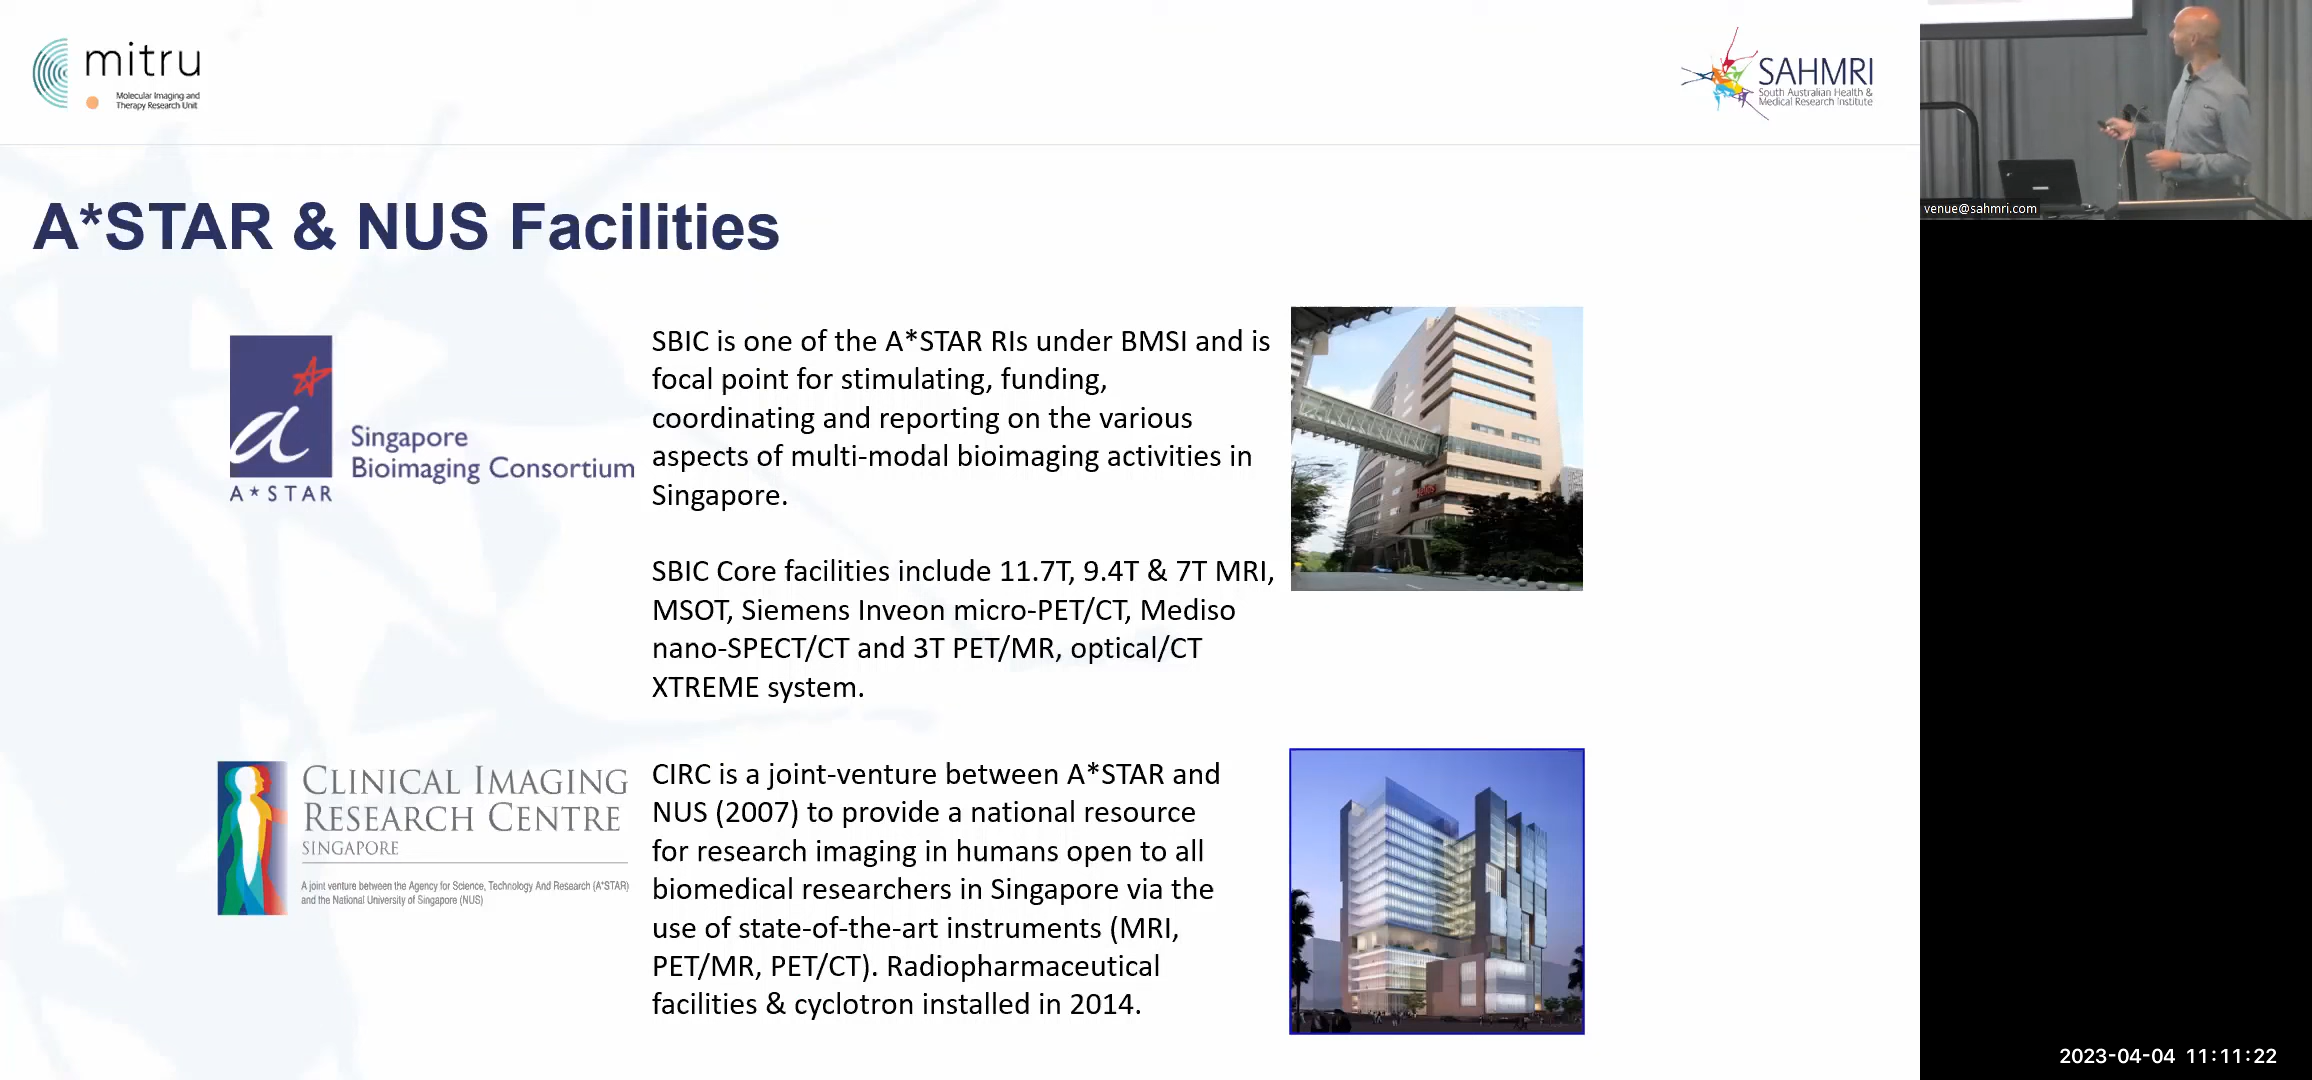 mitru
Molecular Imaging and
Therapy Research Unit
SAHMRI
South Australian Health &
Medical Research Institute
venue@sahmri.com
A*STAR & NUS Facilities
a
A*STAR
Singapore
Bioimaging Consortium
SBIC is one of the A*STAR RIs under BMSI and is
focal point for stimulating, funding,
coordinating and reporting on the various
aspects of multi-modal bioimaging activities in
Singapore.
SBIC Core facilities include 11.7T, 9.4T & 7T MRI,
MSOT, Siemens Inveon micro-PET/CT, Mediso
nano-SPECT/CT and 3T PET/MR, optical/CT
XTREME system.
CLINICAL IMAGING
RESEARCH CENTRE
SINGAPORE
A joint venture between the Agency for Science, Technology And Research (A*STAR)
and the National University of Singapore (NUS)
CIRC is a joint-venture between A*STAR and
NUS (2007) to provide a national resource
for research imaging in humans open to all
biomedical researchers in Singapore via the
use of state-of-the-art instruments (MRI,
PET/MR, PET/CT). Radiopharmaceutical
facilities & cyclotron installed in 2014.
2023-04-04 11:11:22